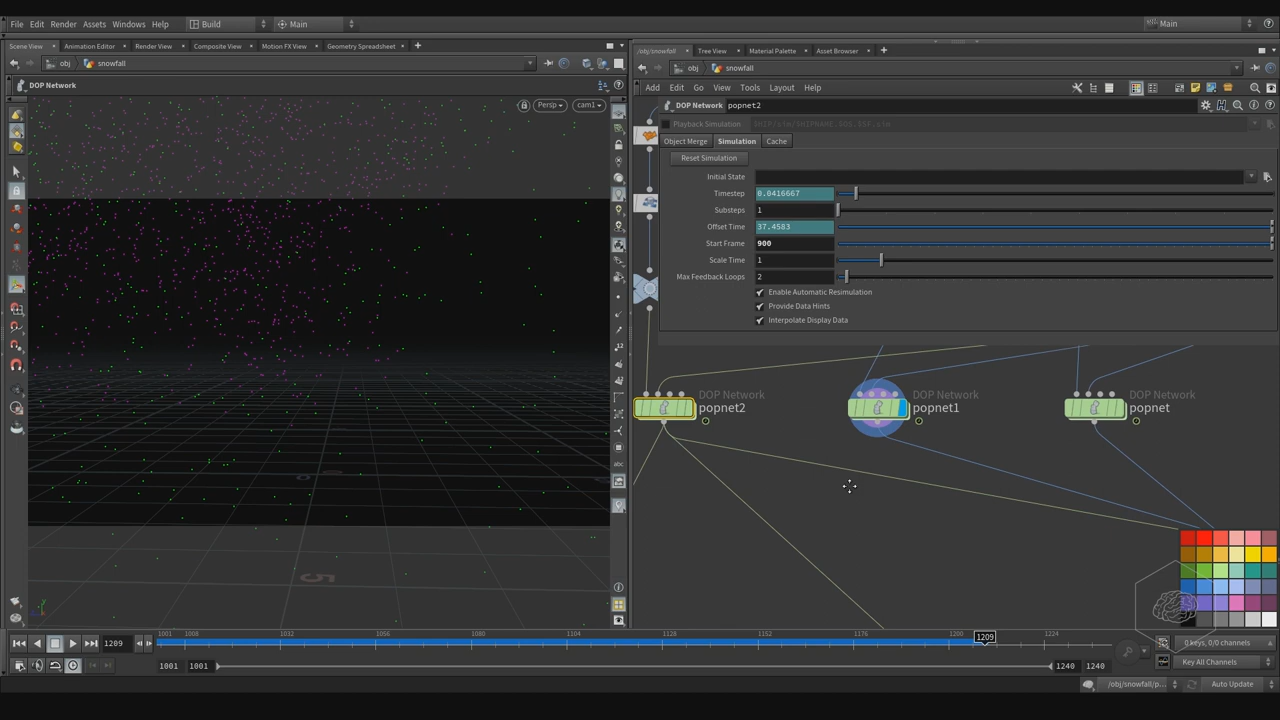 File Edit Render Assets Windows Help Build Main Main
Scene View Animation Editor Render View Composite View Motion FX View Geometry Spreadsheet
obj snowfall
DOP Network
Persp cam1
5
0
/obj/snowfall Tree View Material Palette Asset Browser
obj snowfall
Add Edit Go View Tools Layout Help
DOP Network popnet2
Playback Simulation
Object Merge Simulation Cache
Reset Simulation
Initial State
Timestep 0.0416667
Substeps 1
Offset Time 37.4583
Start Frame 900
Scale Time 1
Max Feedback Loops 2
Enable Automatic Resimulation
Provide Data Hints
Interpolate Display Data
DOP Network
popnet2
DOP Network
popnet1
DOP Network
popnet
1209
1001 1008 1032 1056 1080 1104 1128 1152 1176 1200 1209 1224
1001 1001 1240 1240
0 keys, 0/0 channels
Key All Channels
/obj/snowfall/p... Auto Update